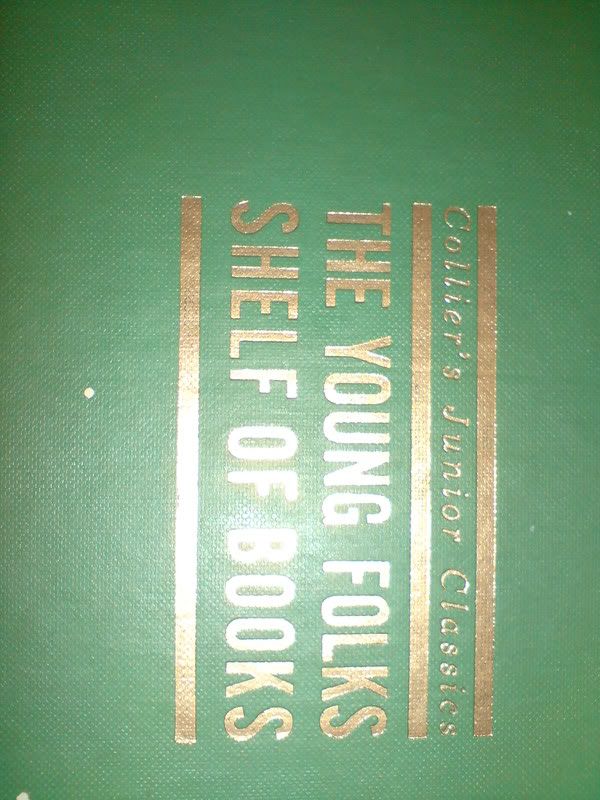 Collier's Junior Classics
THE YOUNG FOLKS
SHELF OF BOOKS